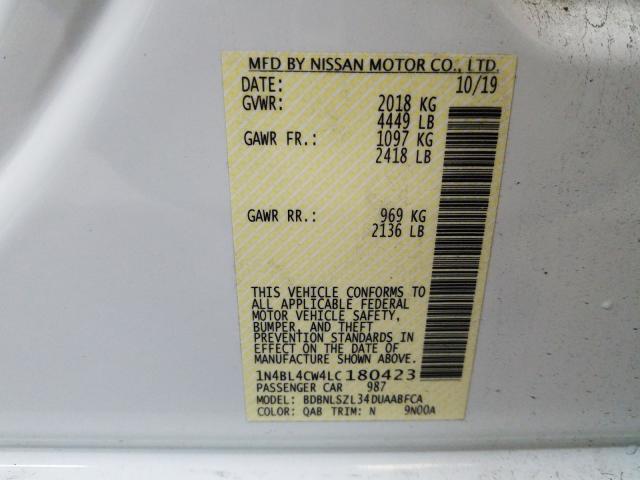 MFD BY NISSAN MOTOR CO., LTD.
DATE: 10/19
GVWR: 2018 KG
4449 LB
GAWR FR.: 1097 KG
2418 LB
GAWR RR.: 969 KG
2136 LB
THIS VEHICLE CONFORMS TO
ALL APPLICABLE FEDERAL
MOTOR VEHICLE SAFETY,
BUMPER, AND THEFT
PREVENTION STANDARDS IN
EFFECT ON THE DATE OF
MANUFACTURE SHOWN ABOVE.
1N4BL4CW4LC180423
PASSENGER CAR 987
MODEL: BDBNLSZL34DUAABFCA
COLOR: QAB TRIM: N 9N00A